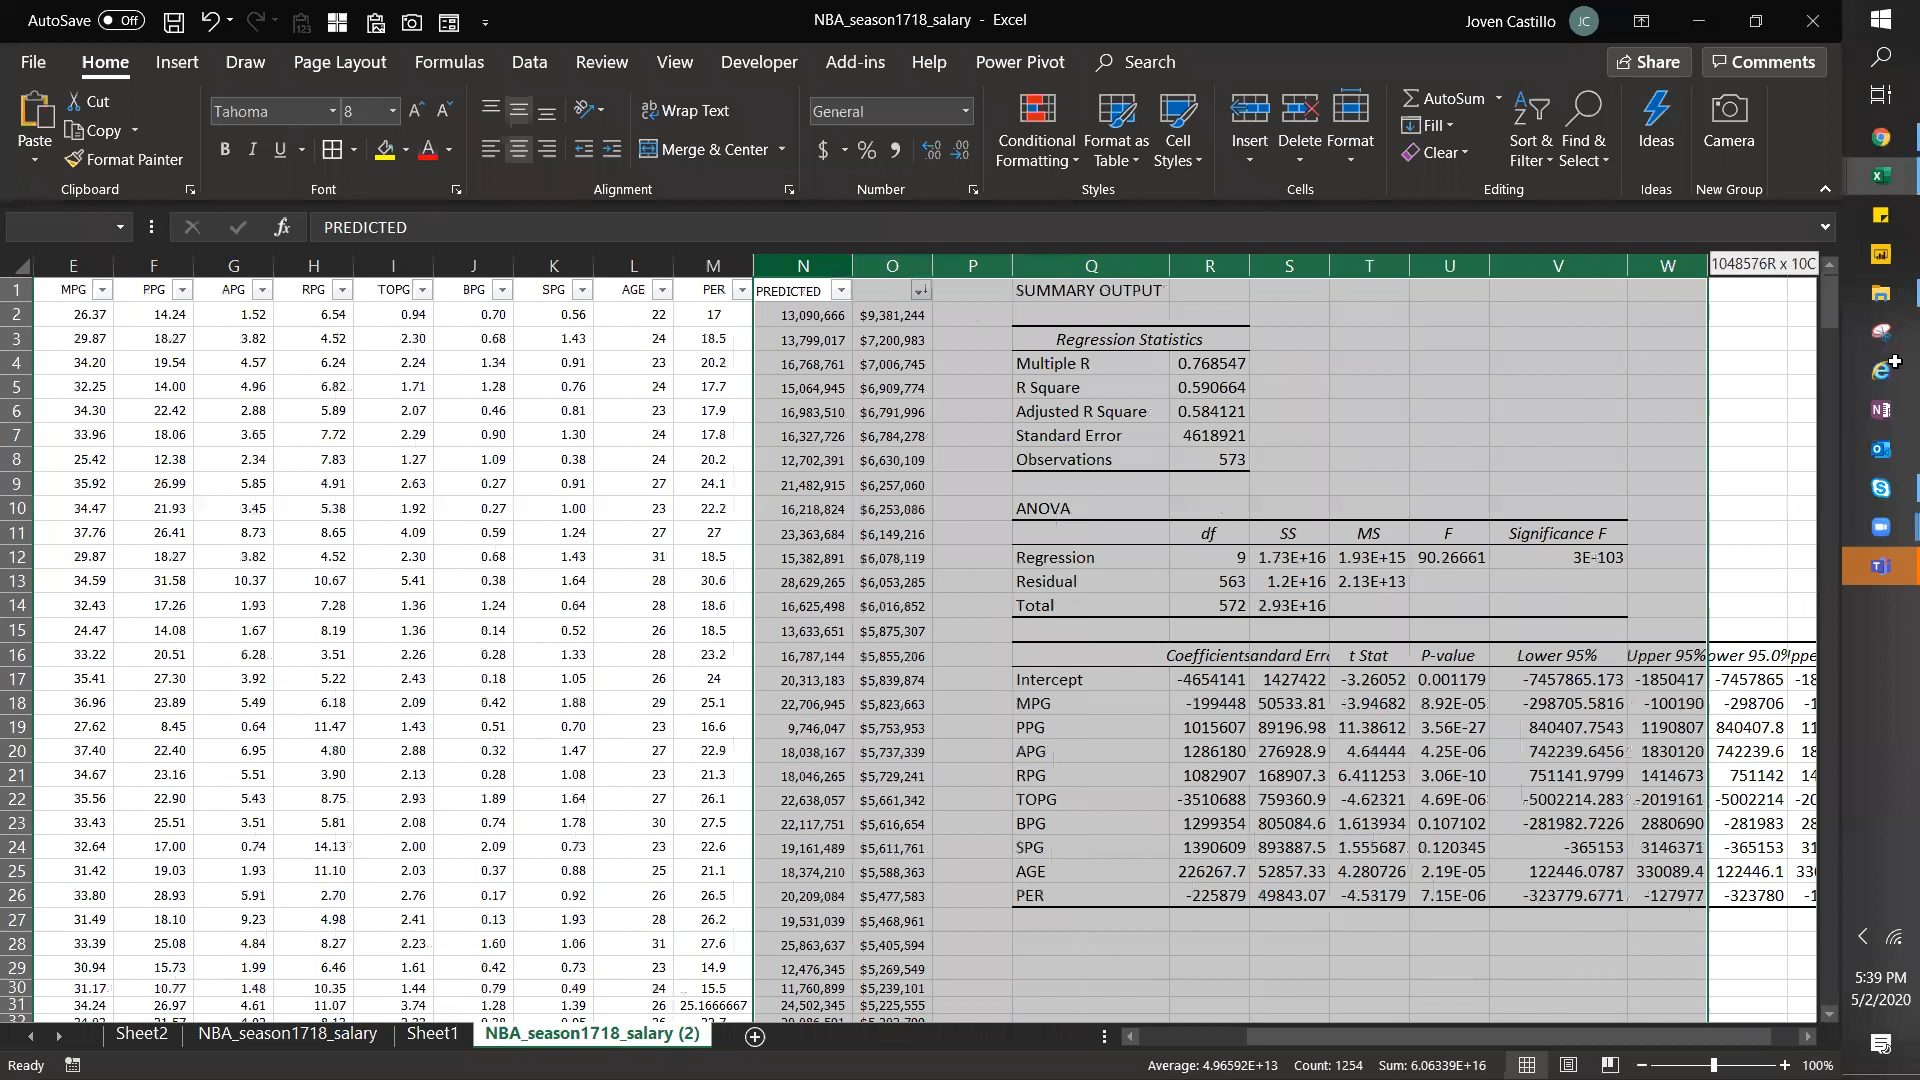 AutoSave Off NBA_season1718_salary - Excel Joven Castillo JC
File Home Insert Draw Page Layout Formulas Data Review View Developer Add-ins Help Power Pivot Search Share Comments
Paste Cut Copy Format Painter Clipboard
Tahoma 8 B I U A Font
Wrap Text Merge & Center Alignment
General $ % Number
Conditional Formatting Format as Table Cell Styles Styles
Insert Delete Format Cells
AutoSum Fill Clear Sort & Filter Find & Select Editing
Ideas Ideas Camera New Group
fx PREDICTED
E F G H I J K L M N O P Q R S T U V W 1048576R x 10C
1 MPG PPG APG RPG TOPG BPG SPG AGE PER PREDICTED SUMMARY OUTPUT
2 26.37 14.24 1.52 6.54 0.94 0.70 0.56 22 17 13,090,666 $9,381,244
3 29.87 18.27 3.82 4.52 2.30 0.68 1.43 24 18.5 13,799,017 $7,200,983 Regression Statistics
4 34.20 19.54 4.57 6.24 2.24 1.34 0.91 24 20.2 16,768,761 $7,006,745 Multiple R 0.768547
5 32.25 14.00 4.96 6.82 1.71 1.28 0.76 24 17.7 15,064,945 $6,909,774 R Square 0.590664
6 34.30 22.42 2.88 5.89 2.07 0.46 0.81 23 17.9 16,983,510 $6,791,996 Adjusted R Square 0.584121
7 33.96 18.06 3.65 7.72 2.29 0.90 1.30 24 17.8 16,327,726 $6,784,278 Standard Error 4618921
8 25.42 12.38 2.34 7.83 1.27 1.09 0.38 24 20.2 12,702,391 $6,630,109 Observations 573
9 35.92 26.99 5.85 4.91 2.63 0.27 0.91 27 24.1 21,482,915 $6,257,060
10 34.47 21.93 3.45 5.38 1.92 0.27 1.00 23 22.2 16,218,824 $6,253,086 ANOVA
11 37.76 26.41 8.73 8.65 4.09 0.59 1.24 27 27 23,363,684 $6,149,216 df SS MS F Significance F
12 29.87 18.27 3.82 4.52 2.30 0.68 1.43 31 18.5 15,382,891 $6,078,119 Regression 9 1.73E+16 1.93E+15 90.26661 3E-103
13 34.59 31.58 10.37 10.67 5.41 0.38 1.64 28 30.6 28,629,265 $6,053,285 Residual 563 1.2E+16 2.13E+13
14 32.43 17.26 1.93 7.28 1.36 1.24 0.64 28 18.6 16,625,498 $6,016,852 Total 572 2.93E+16
15 24.47 14.08 1.67 8.19 1.36 0.14 0.52 26 18.5 13,633,651 $5,875,307
16 33.22 20.51 6.28 3.51 2.26 0.28 1.33 28 23.2 16,787,144 $5,855,206 Coefficients andard Erro t Stat P-value Lower 95% Upper 95% ower 95.0% Ippe
17 35.41 27.30 3.92 5.22 2.43 0.18 1.05 26 24 20,313,183 $5,839,874 Intercept -4654141 1427422 -3.26052 0.001179 -7457865.173 -1850417 -7457865 -18
18 36.96 23.89 5.49 6.18 2.09 0.42 1.88 29 25.1 22,706,945 $5,823,663 MPG -199448 50533.81 -3.94682 8.92E-05 -298705.5816 -100190 -298706 -1
19 27.62 8.45 0.64 11.47 1.43 0.51 0.70 23 16.6 9,746,047 $5,753,953 PPG 1015607 89196.98 11.38612 3.56E-27 840407.7543 1190807 840407.8 11
20 37.40 22.40 6.95 4.80 2.88 0.32 1.47 27 22.9 18,038,167 $5,737,339 APG 1286180 276928.9 4.64444 4.25E-06 742239.6456 1830120 742239.6 18
21 34.67 23.16 5.51 3.90 2.13 0.28 1.08 23 21.3 18,046,265 $5,729,241 RPG 1082907 168907.3 6.411253 3.06E-10 751141.9799 1414673 751142 14
22 35.56 22.90 5.43 8.75 2.93 1.89 1.64 27 26.1 22,638,057 $5,661,342 TOPG -3510688 759360.9 -4.62321 4.69E-06 -5002214.283 -2019161 -5002214 -20
23 33.43 25.51 3.51 5.81 2.08 0.74 1.78 30 27.5 22,117,751 $5,616,654 BPG 1299354 805084.6 1.613934 0.107102 -281982.7226 2880690 -281983 28
24 32.64 17.00 0.74 14.13 2.00 2.09 0.73 23 22.6 19,161,489 $5,611,761 SPG 1390609 893887.5 1.555687 0.120345 -365153 3146371 -365153 31
25 31.42 19.03 1.93 11.10 2.03 0.37 0.88 25 21.1 18,374,210 $5,588,363 AGE 226267.7 52857.33 4.280726 2.19E-05 122446.0787 330089.4 122446.1 330
26 33.80 28.93 5.91 2.70 2.76 0.17 0.92 26 26.5 20,209,084 $5,477,583 PER -225879 49843.07 -4.53179 7.15E-06 -323779.6771 -127977 -323780 -1
27 31.49 18.10 9.23 4.98 2.41 0.13 1.93 28 26.2 19,531,039 $5,468,961
28 33.39 25.08 4.84 8.27 2.23 1.60 1.06 31 27.6 25,863,637 $5,405,594
29 30.94 15.73 1.99 6.46 1.61 0.42 0.73 23 14.9 12,476,345 $5,269,549
30 31.17 10.77 1.48 10.35 1.44 0.79 0.49 24 15.5 11,760,899 $5,239,101
31 34.24 26.97 4.61 11.07 3.74 1.28 1.39 26 25.1666667 24,502,345 $5,225,555
Sheet2 NBA_season1718_salary Sheet1 NBA_season1718_salary (2)
Ready Average: 4.96592E+13 Count: 1254 Sum: 6.06339E+16 100%
5:39 PM
5/2/2020